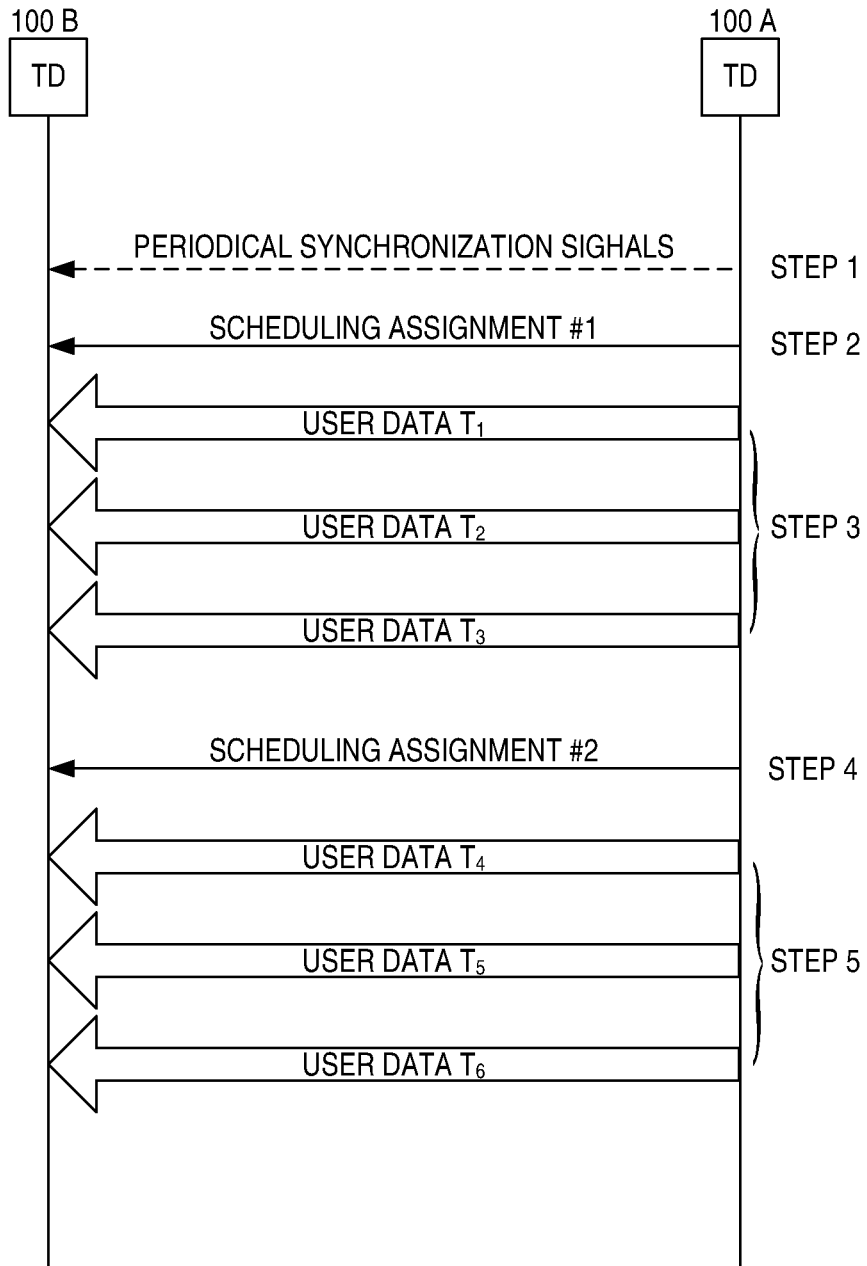 100 B
100 A
TD
TD
PERIODICAL SYNCHRONIZATION SIGHALS
STEP 1
SCHEDULING ASSIGNMENT #1
STEP 2
USER DATA T₁
USER DATA T₂
STEP 3
USER DATA T₃
SCHEDULING ASSIGNMENT #2
STEP 4
USER DATA T₄
USER DATA T₅
STEP 5
USER DATA T₆